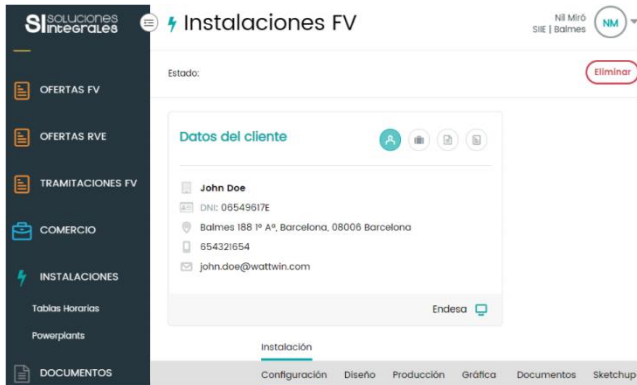 SI SOLUCIONES INTEGRALES
Instalaciones FV
Nil Miró
SIIE | Balmes
NM
Estado:
Eliminar
OFERTAS FV
OFERTAS RVE
TRAMITACIONES FV
COMERCIO
INSTALACIONES
Tablas Horarias
Powerplants
DOCUMENTOS
Datos del cliente
John Doe
DNI: 06549617E
Balmes 188 1º Aª, Barcelona, 08006 Barcelona
654321654
john.doe@wattwin.com
Endesa
Instalación
Configuración Diseño Producción Gráfica Documentos Sketchup